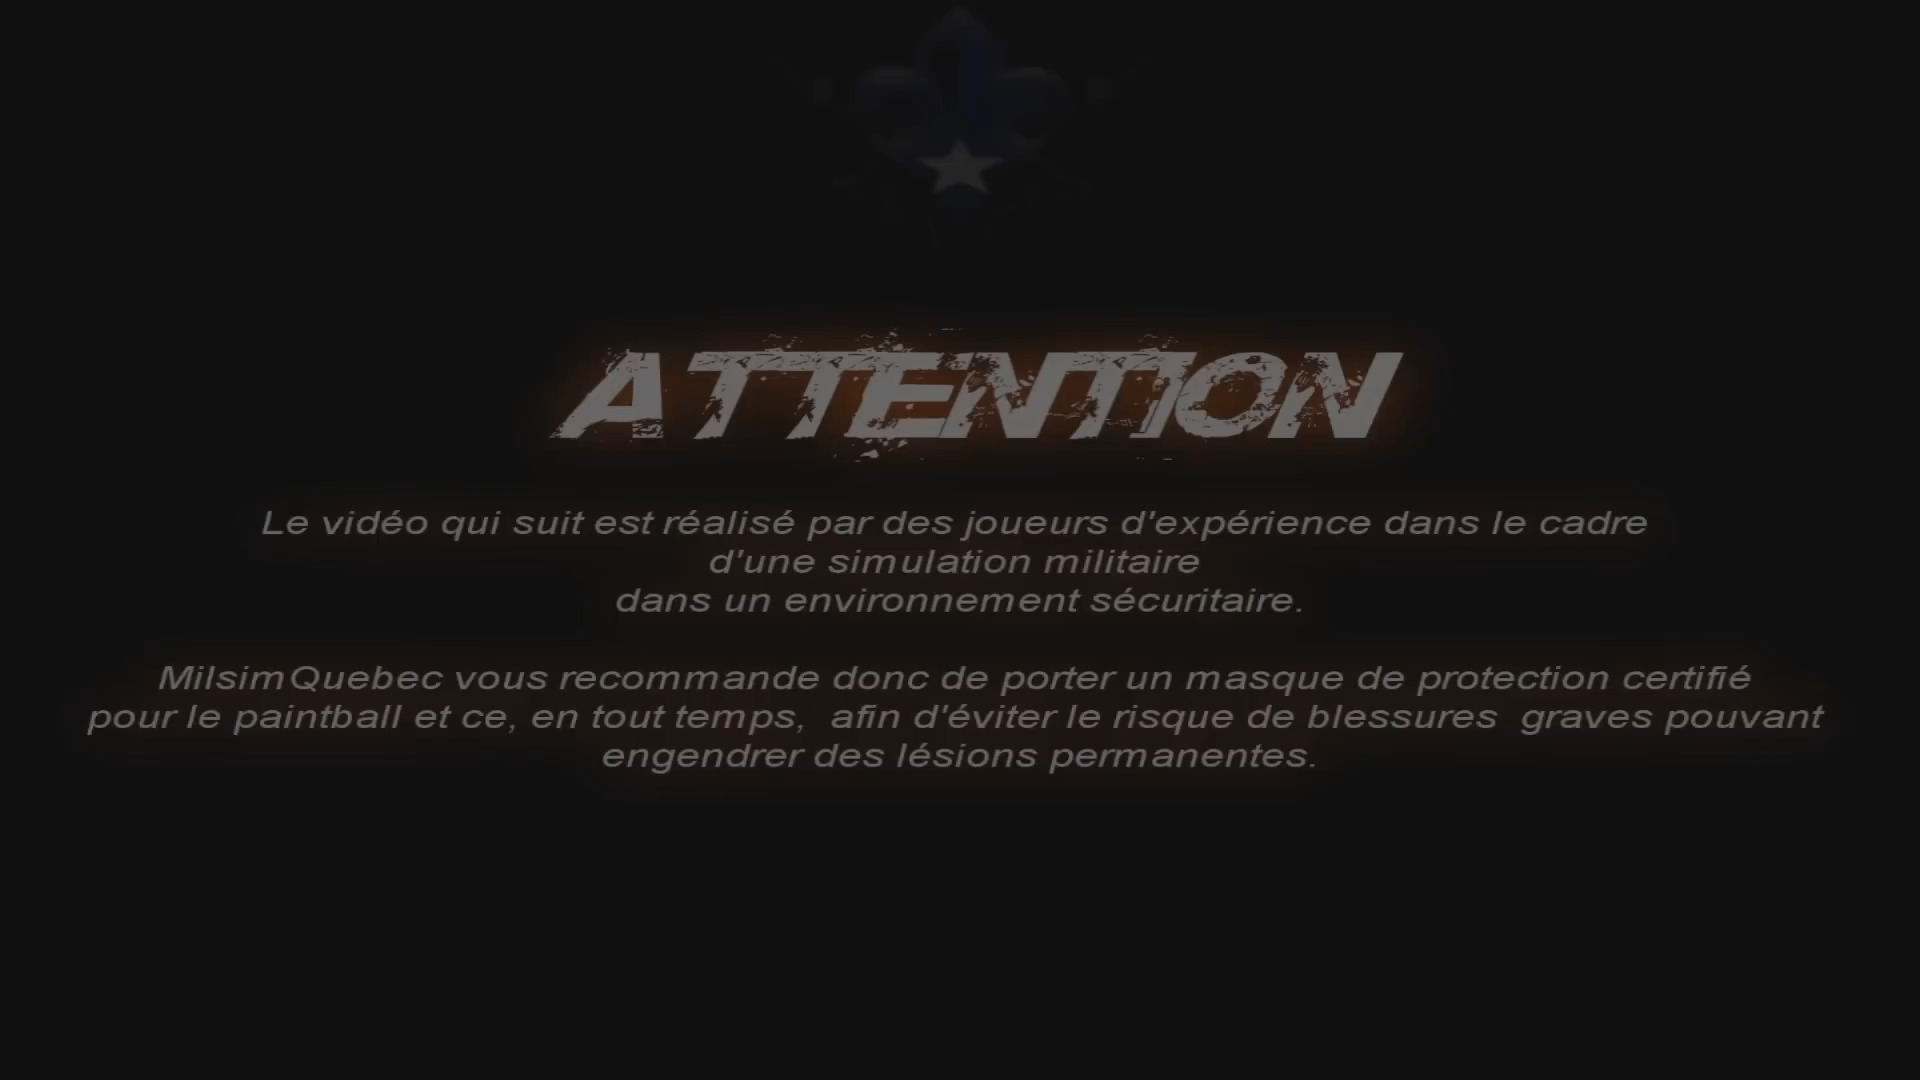 ATTENTION
Le vidéo qui suit est réalisé par des joueurs d'expérience dans le cadre
d'une simulation militaire
dans un environnement sécuritaire.
MilsimQuebec vous recommande donc de porter un masque de protection certifié
pour le paintball et ce, en tout temps, afin d'éviter le risque de blessures graves pouvant
engendrer des lésions permanentes.